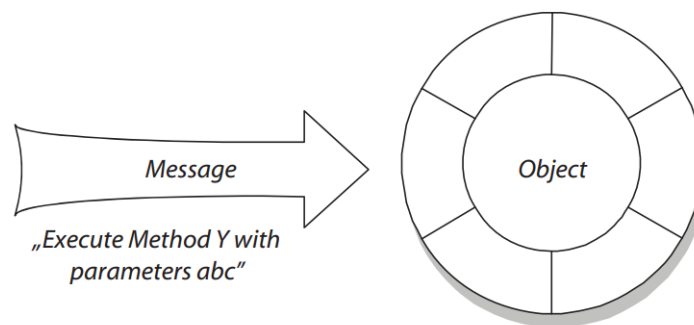 Message
Object
„Execute Method Y with
parameters abc”